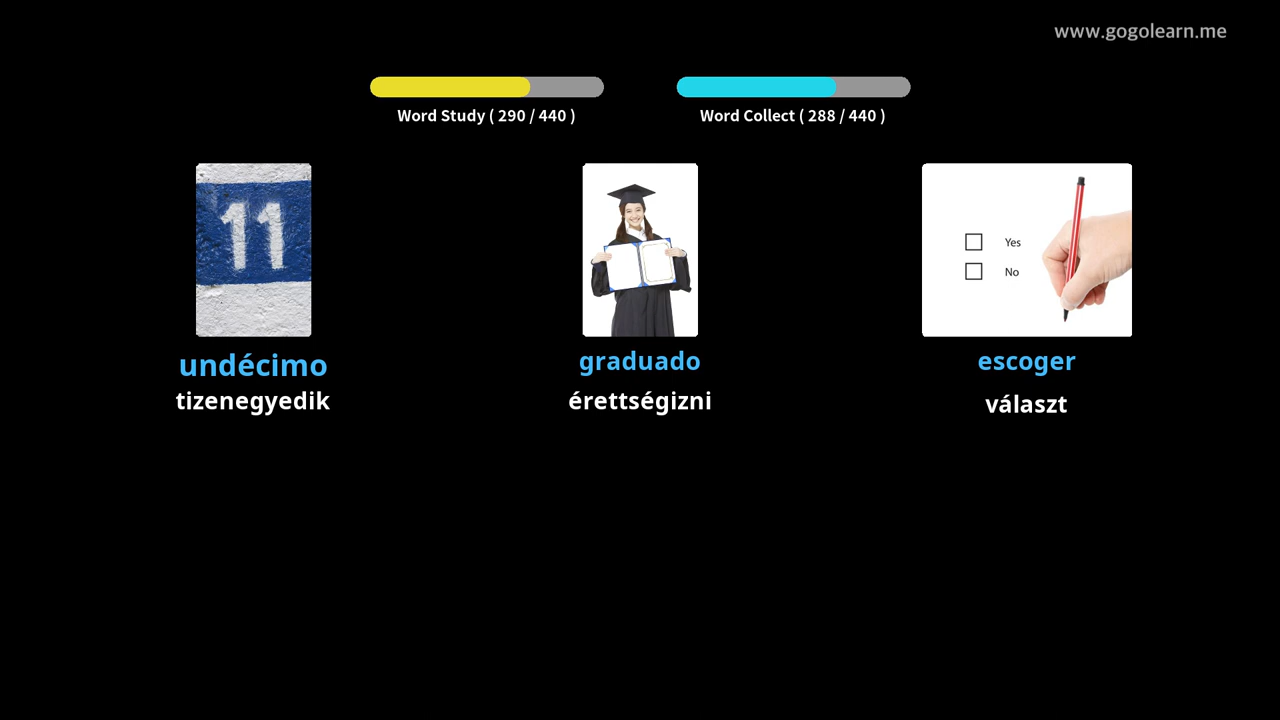 www.gogolearn.me
Word Study ( 290 / 440 )
Word Collect ( 288 / 440 )
11
Yes
No
undécimo
graduado
escoger
tizenegyedik
érettségizni
választ